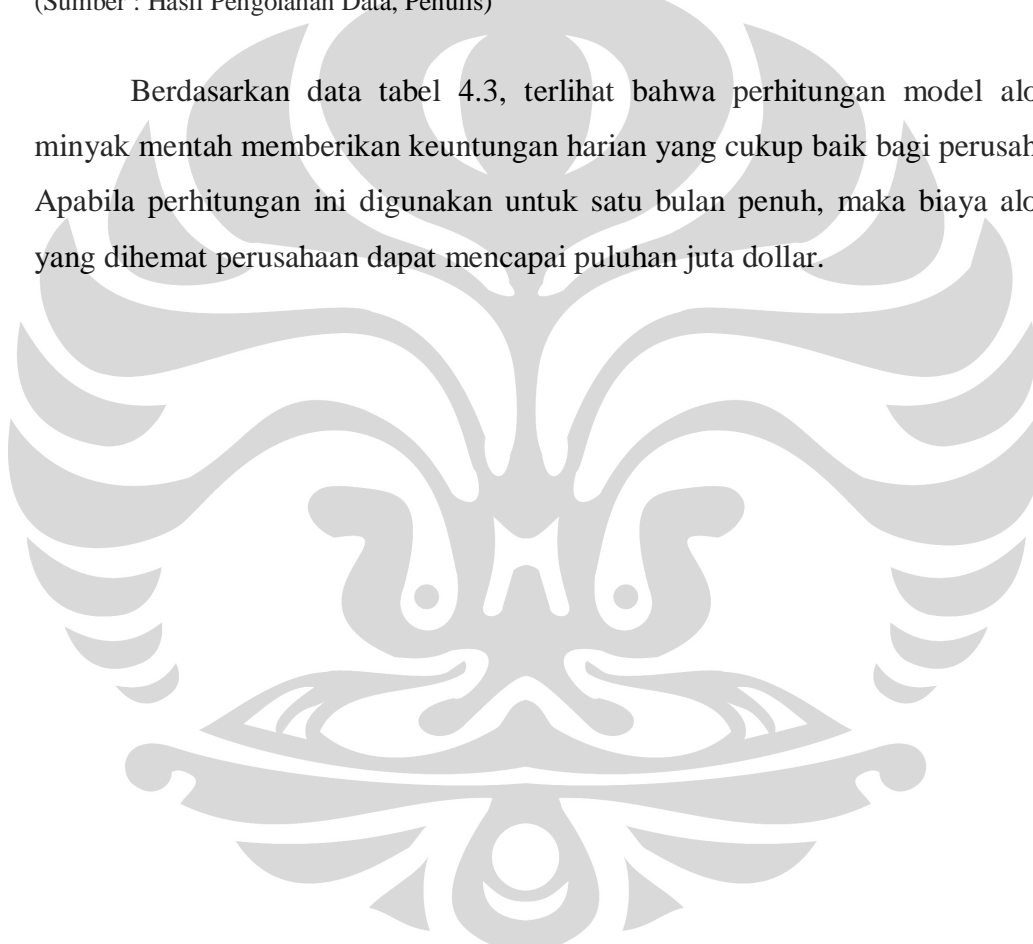 (Sumber : Hasil Pengolahan Data, Penulis)
Berdasarkan data tabel 4.3, terlihat bahwa perhitungan model alo
minyak mentah memberikan keuntungan harian yang cukup baik bagi perusah
Apabila perhitungan ini digunakan untuk satu bulan penuh, maka biaya alo
yang dihemat perusahaan dapat mencapai puluhan juta dollar.